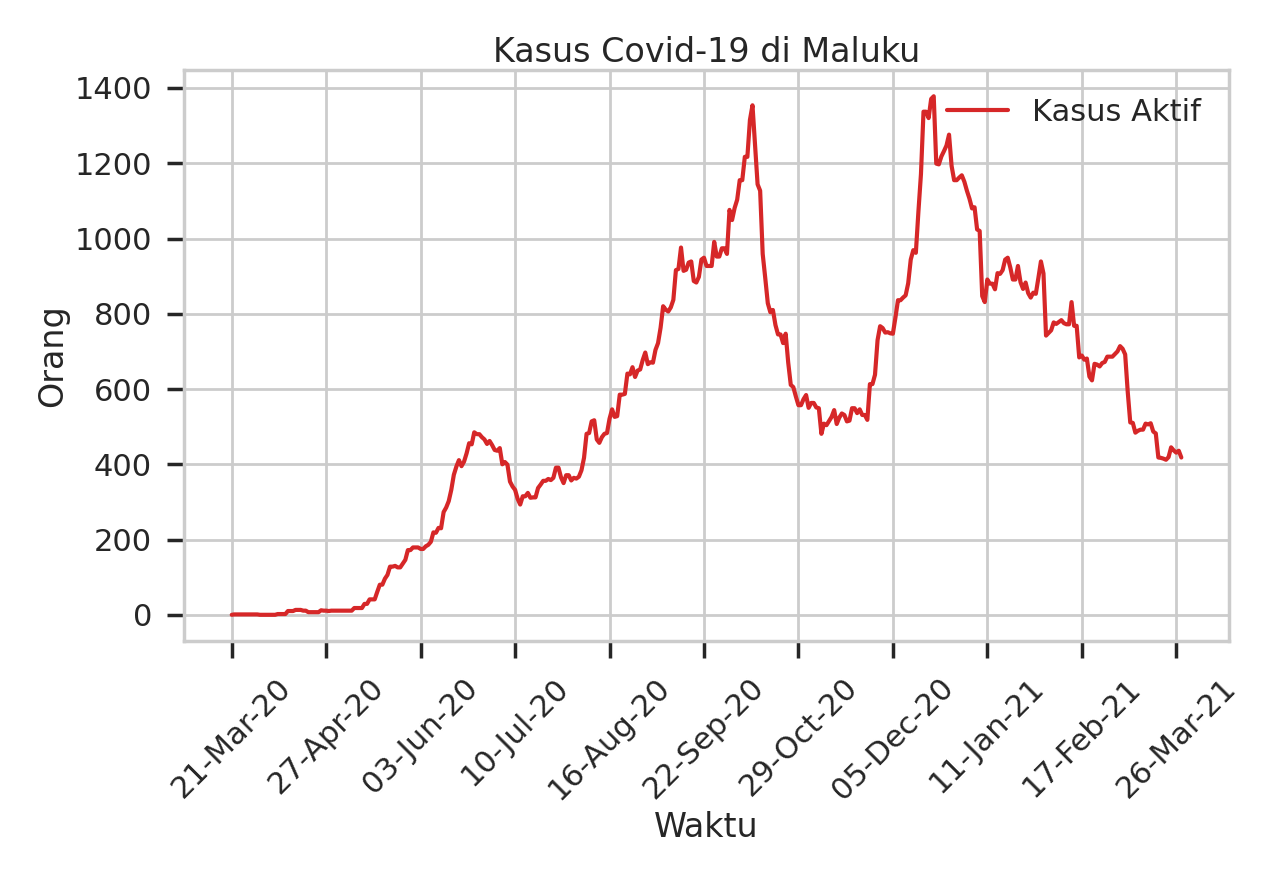 Kasus Covid-19 di Maluku
Kasus Aktif
Orang
1400
1200
1000
800
600
400
200
0
21-Mar-20
27-Apr-20
03-Jun-20
10-Jul-20
16-Aug-20
22-Sep-20
29-Oct-20
05-Dec-20
11-Jan-21
17-Feb-21
26-Mar-21
Waktu